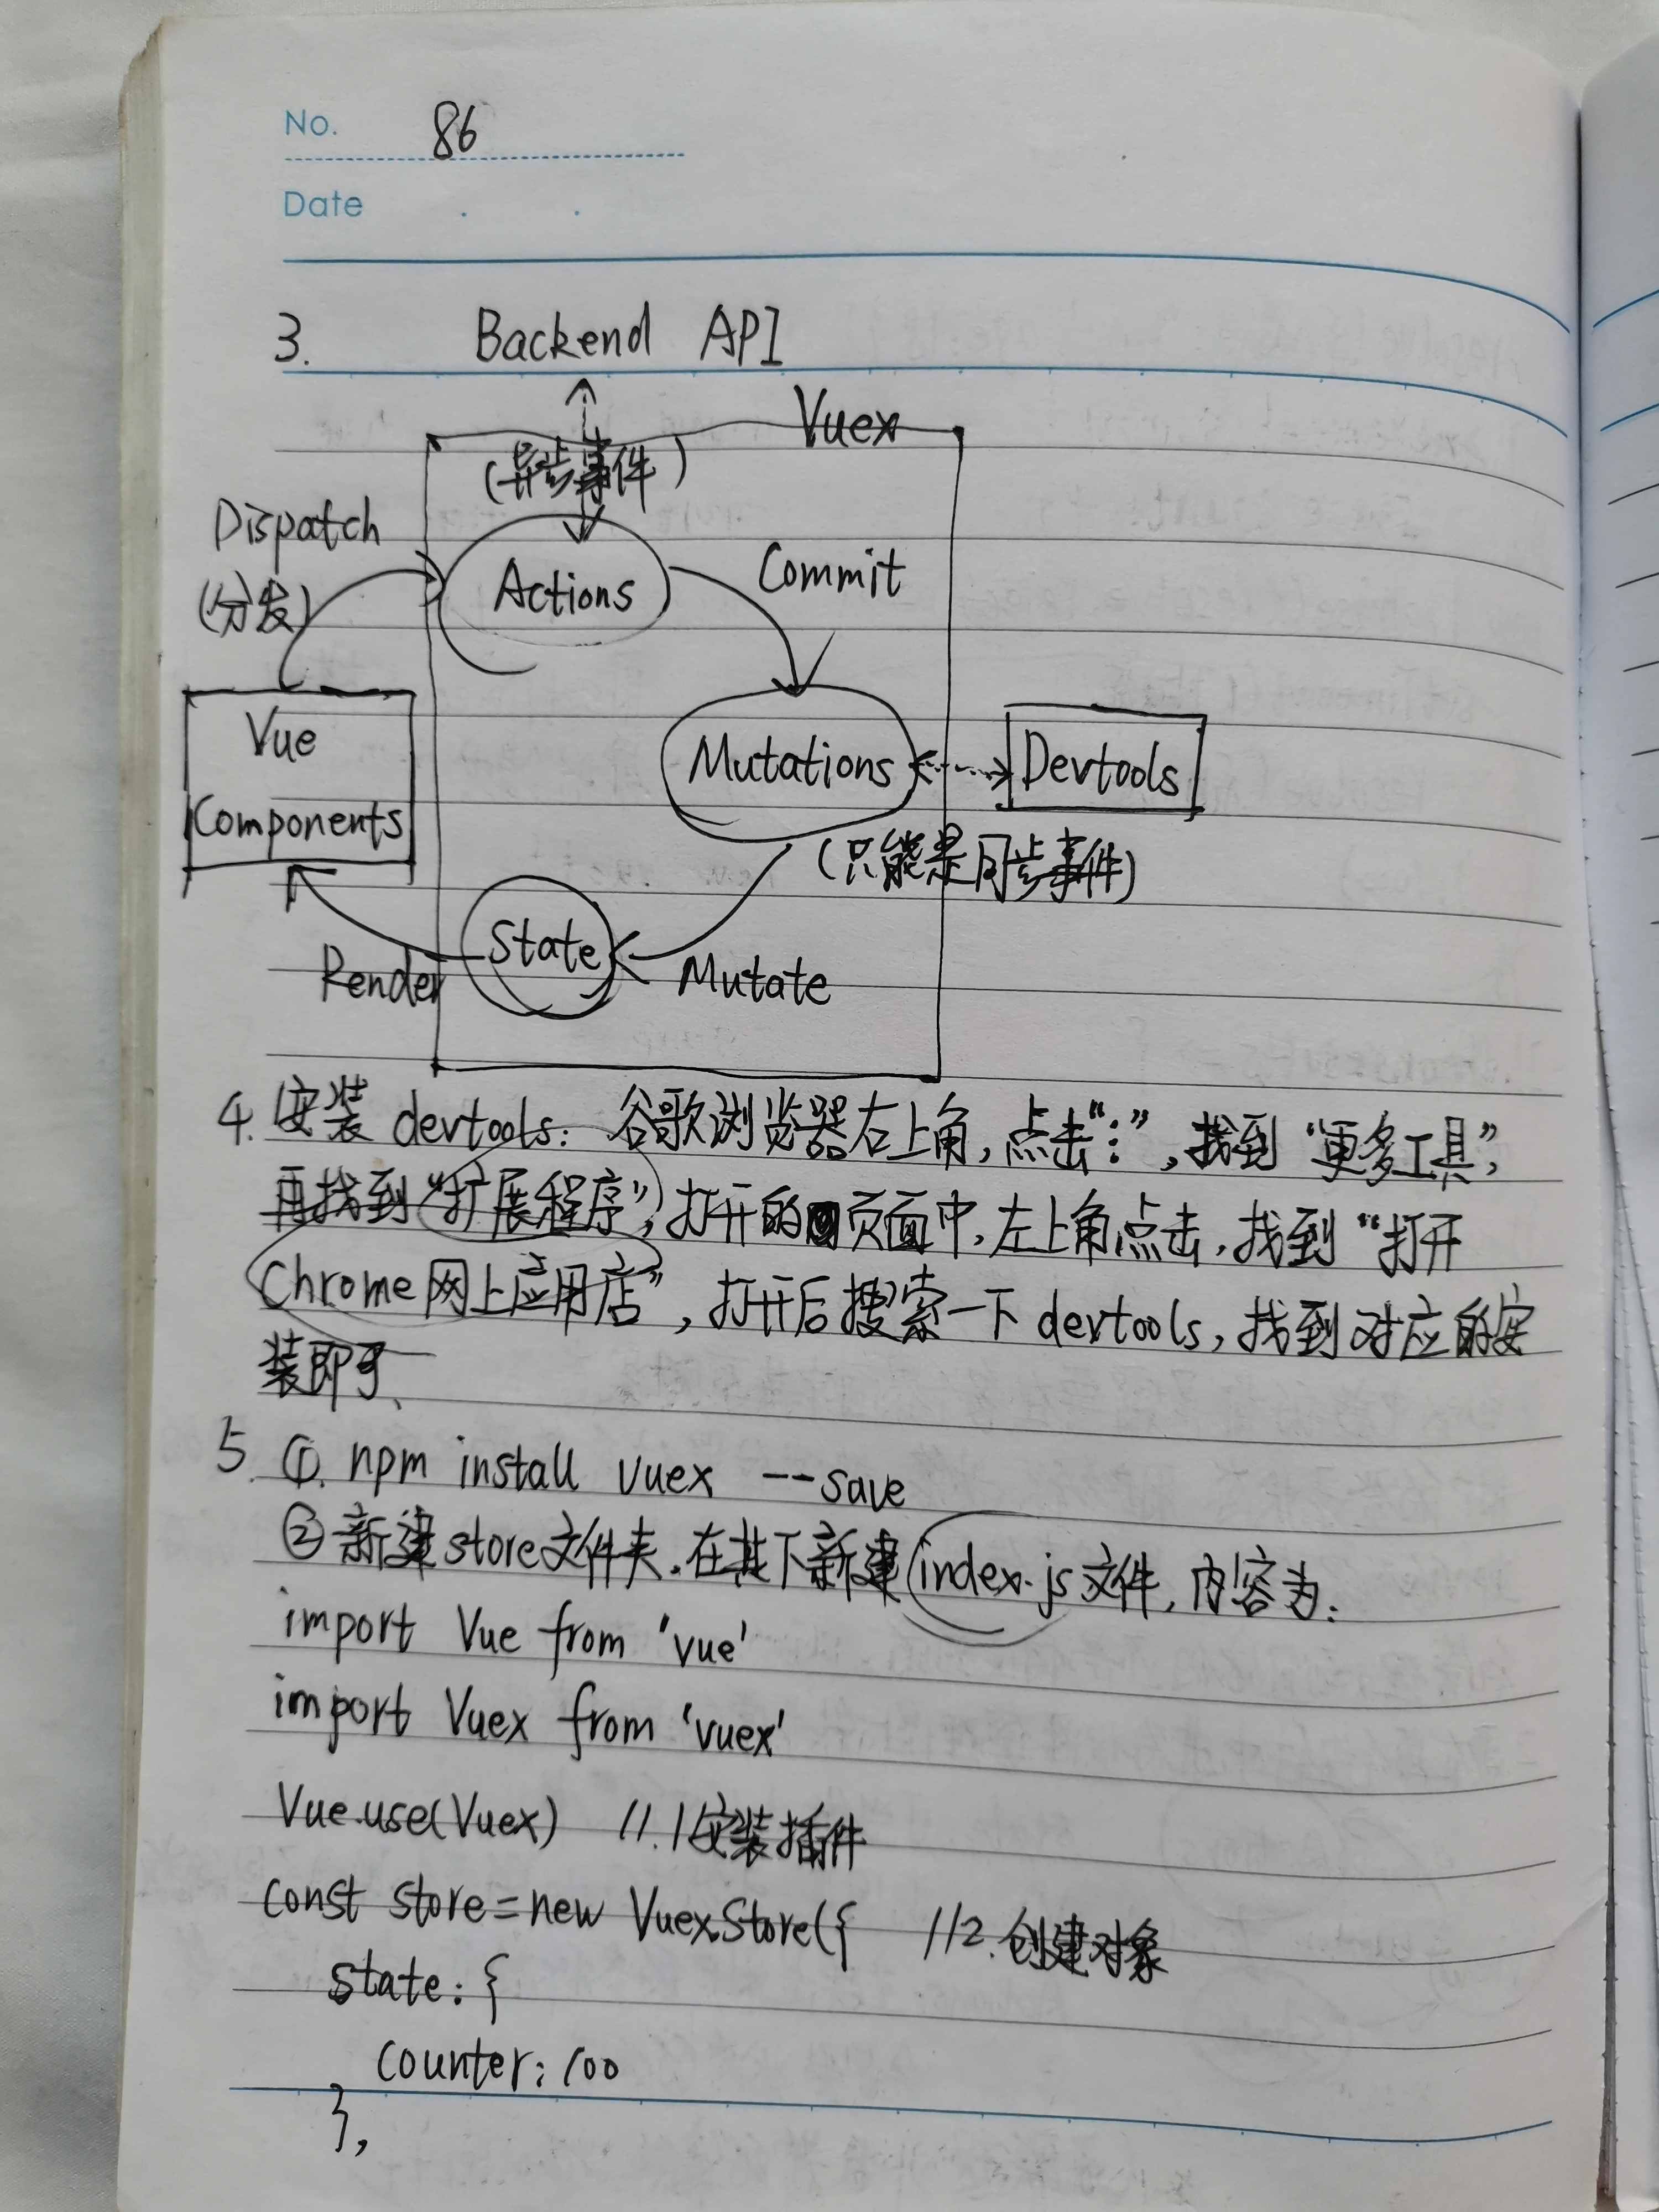 No. 86
Date
3. Backend API
Vuex
(异步事件)
Dispatch
(分发)
Actions
Commit
Vue
Components
Mutations
Devtools
(只能是同步事件)
State
Render
Mutate
4. 安装 devtools: 谷歌浏览器右上角, 点击“⋮”, 找到“更多工具”,
再找到“扩展程序”, 打开的页面中, 左上角点击, 找到“打开
Chrome网上应用店”, 打开后搜索一下 devtools, 找到对应的安
装即可、
5. ①. npm install vuex --save
②新建store文件夹. 在其下新建index.js文件, 内容为:
import Vue from 'vue'
import Vuex from 'vuex'
Vue.use(Vuex) //.1安装插件
const store=new Vuex.Store({ //2.创建对象
state: {
counter: 100
},